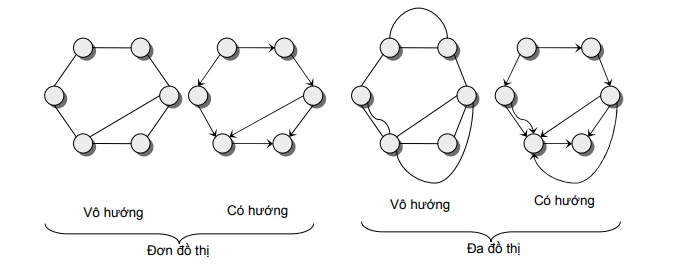 Vô hướng
Có hướng
Vô hướng
Có hướng
Đơn đồ thị
Đa đồ thị